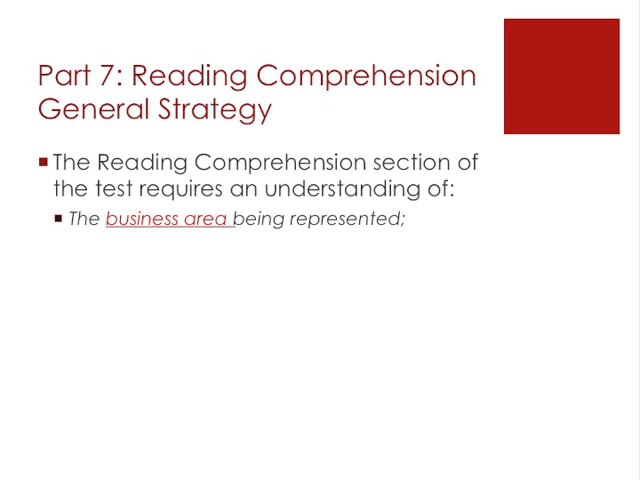 Part 7: Reading Comprehension
General Strategy
The Reading Comprehension section of
the test requires an understanding of:
The business area being represented;